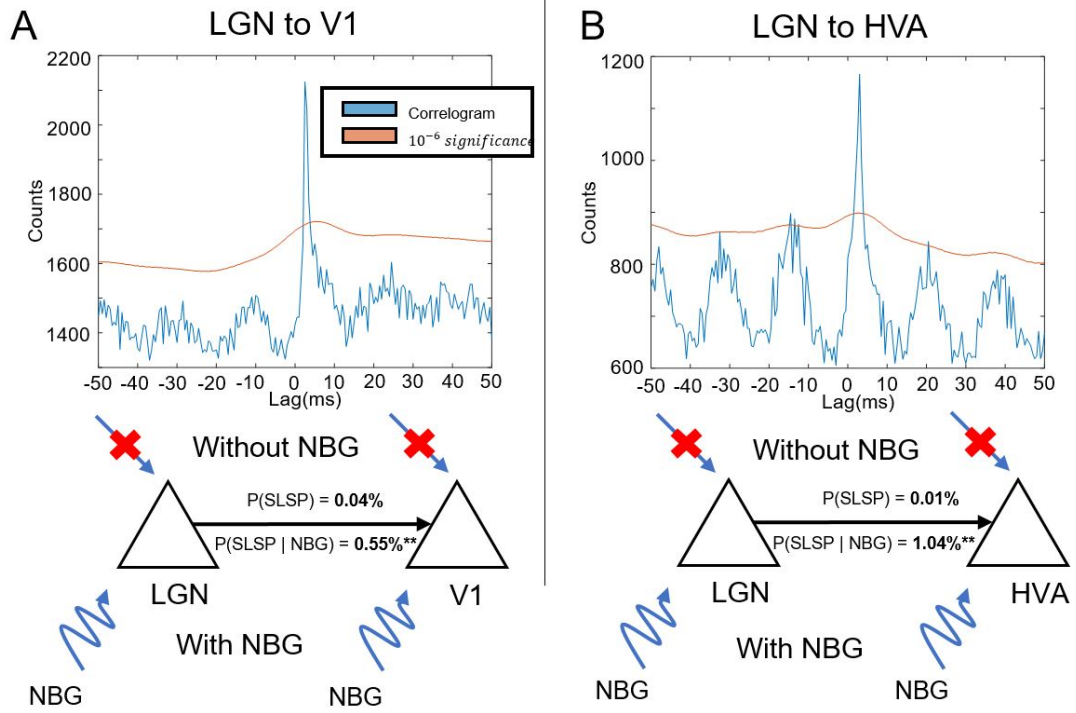 A
LGN to V1
2200
2000
1800
1600
1400
Counts
-50 -40 -30 -20 -10 0 10 20 30 40 50
Lag(ms)
Correlogram
10⁻⁶ significance
Without NBG
P(SLSP) = 0.04%
P(SLSP | NBG) = 0.55%**
LGN
V1
With NBG
NBG
NBG
B
LGN to HVA
1200
1000
800
600
Counts
-50 -40 -30 -20 -10 0 10 20 30 40 50
Lag(ms)
Without NBG
P(SLSP) = 0.01%
P(SLSP | NBG) = 1.04%**
LGN
HVA
With NBG
NBG
NBG